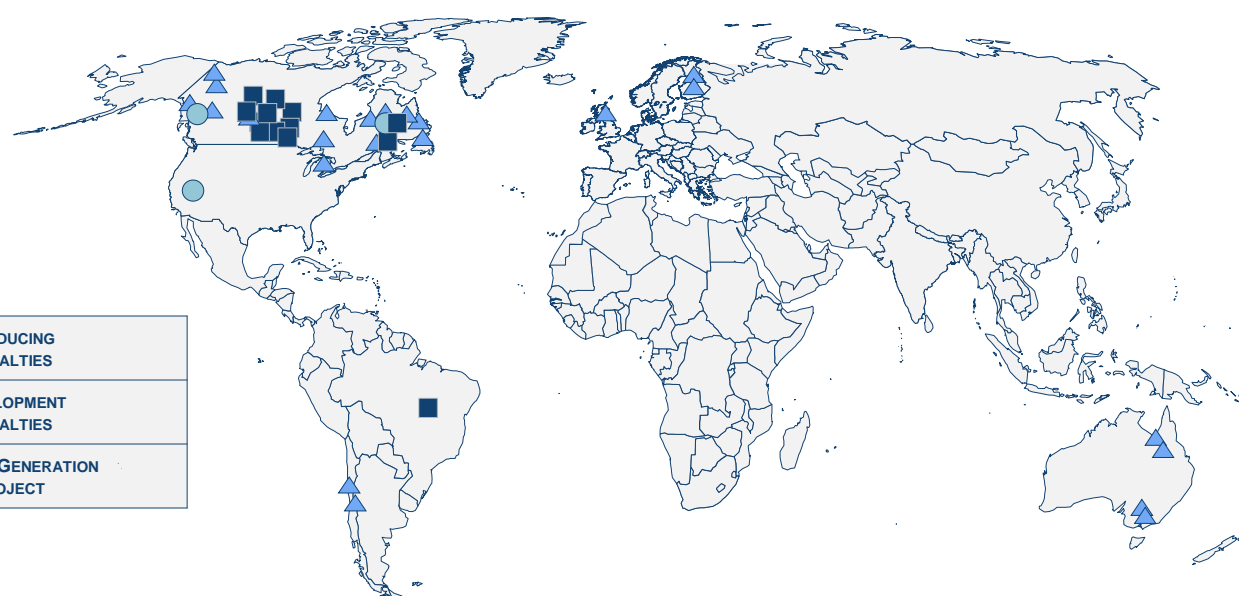 DUCING
ALTIES
LOPMENT
ALTIES
GENERATION
OJECT